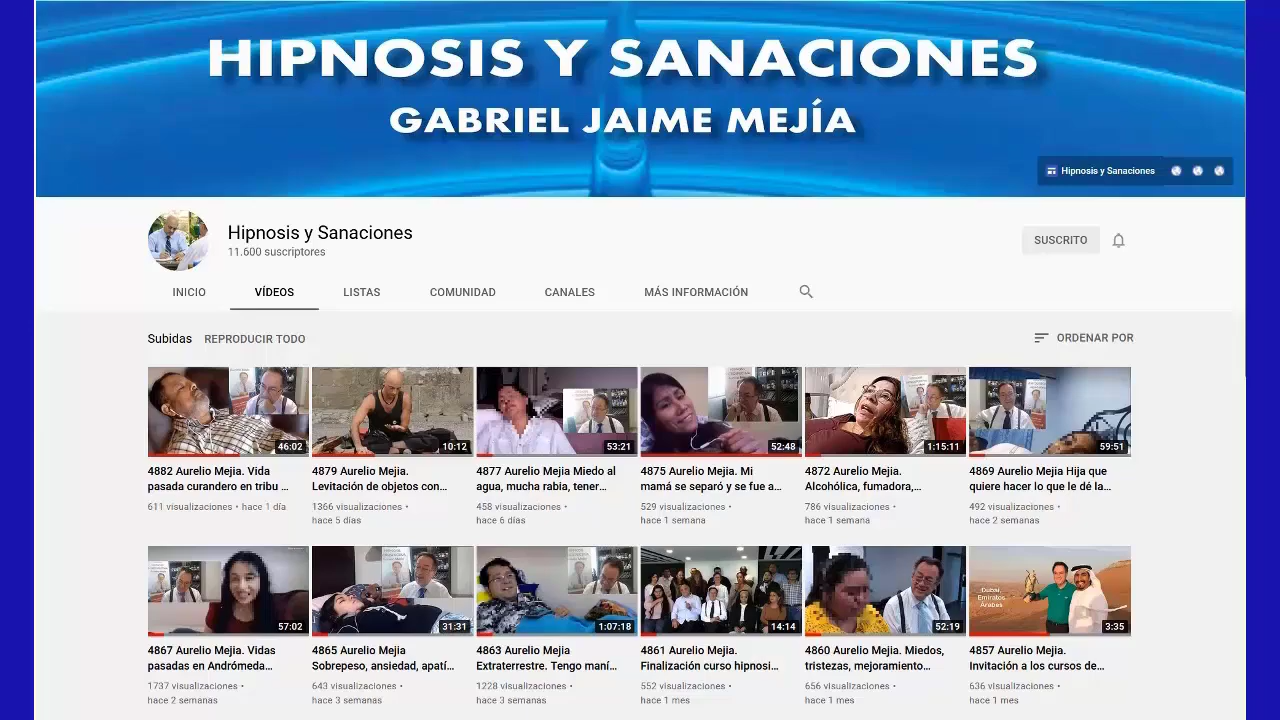 HIPNOSIS Y SANACIONES
GABRIEL JAIME MEJÍA
Hipnosis y Sanaciones
Hipnosis y Sanaciones
11.600 suscriptores
SUSCRITO
INICIO VÍDEOS LISTAS COMUNIDAD CANALES MÁS INFORMACIÓN
Subidas REPRODUCIR TODO ORDENAR POR
46:02 10:12 53:21 52:48 1:15:11 59:51
4882 Aurelio Mejia. Vida
pasada curandero en tribu ...
611 visualizaciones • hace 1 día
4879 Aurelio Mejia.
Levitación de objetos con...
1366 visualizaciones •
hace 5 días
4877 Aurelio Mejia Miedo al
agua, mucha rabia, tener...
458 visualizaciones •
hace 6 días
4875 Aurelio Mejia. Mi
mamá se separó y se fue a...
529 visualizaciones •
hace 1 semana
4872 Aurelio Mejia.
Alcohólica, fumadora,...
786 visualizaciones •
hace 1 semana
4869 Aurelio Mejia Hija que
quiere hacer lo que le dé la...
492 visualizaciones •
hace 2 semanas
Dubai,
Emiratos
Arabes
57:02 31:31 1:07:18 14:14 52:19 3:35
4867 Aurelio Mejia. Vidas
pasadas en Andrómeda...
1737 visualizaciones •
hace 2 semanas
4865 Aurelio Mejia
Sobrepeso, ansiedad, apatí...
643 visualizaciones •
hace 3 semanas
4863 Aurelio Mejia
Extraterrestre. Tengo maní...
1228 visualizaciones •
hace 3 semanas
4861 Aurelio Mejia.
Finalización curso hipnosi...
552 visualizaciones •
hace 1 mes
4860 Aurelio Mejia. Miedos,
tristezas, mejoramiento...
656 visualizaciones •
hace 1 mes
4857 Aurelio Mejia.
Invitación a los cursos de...
636 visualizaciones •
hace 1 mes